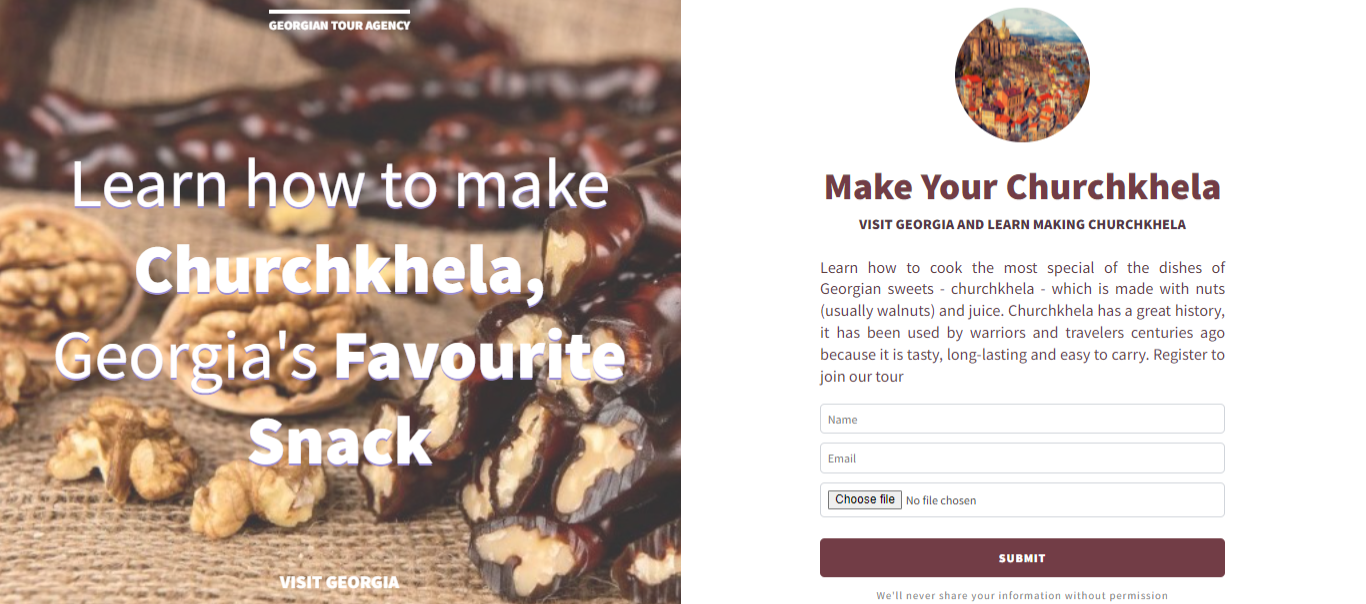 GEORGIAN TOUR AGENCY
Learn how to make
Churchkhela,
Georgia's Favourite
Snack
VISIT GEORGIA
Make Your Churchkhela
VISIT GEORGIA AND LEARN MAKING CHURCHKHELA
Learn how to cook the most special of the dishes of
Georgian sweets - churchkhela - which is made with nuts
(usually walnuts) and juice. Churchkhela has a great history,
it has been used by warriors and travelers centuries ago
because it is tasty, long-lasting and easy to carry. Register to
join our tour
Name
Email
Choose file No file chosen
SUBMIT
We'll never share your information without permission